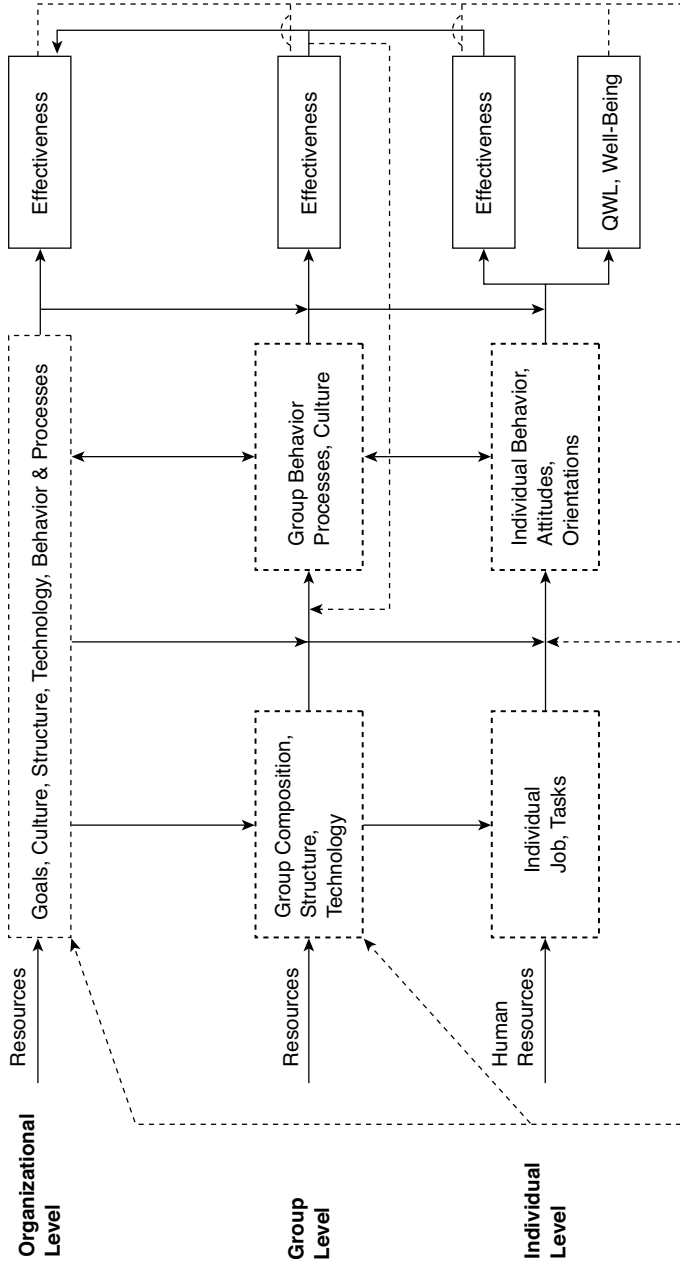 Organizational
Level
Resources
Goals, Culture, Structure, Technology, Behavior & Processes
Effectiveness
Group
Level
Resources
Group Composition,
Structure,
Technology
Group Behavior
Processes, Culture
Effectiveness
Individual
Level
Human
Resources
Individual
Job, Tasks
Individual Behavior,
Attitudes,
Orientations
Effectiveness
QWL, Well-Being